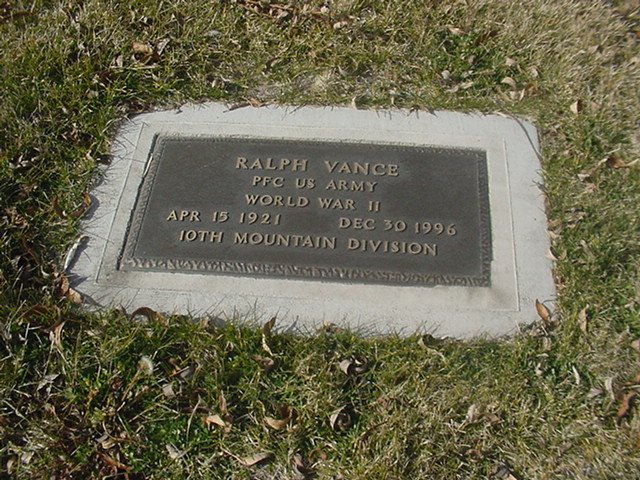 RALPH VANCE
PFC US ARMY
WORLD WAR II
APR 15 1921 DEC 30 1996
10TH MOUNTAIN DIVISION